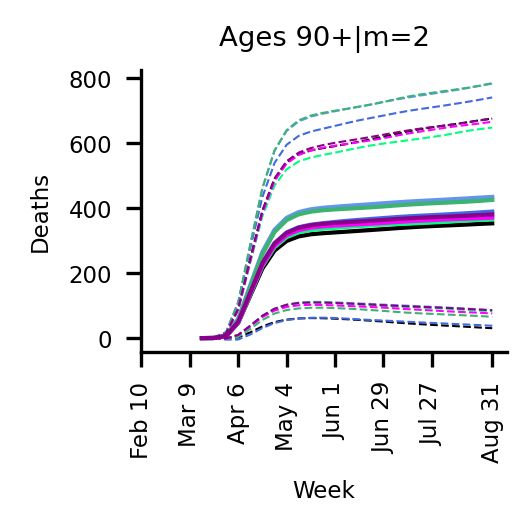 Ages 90+|m=2
800
600
400
200
0
Deaths
Feb 10
Mar 9
Apr 6
May 4
Jun 1
Jun 29
Jul 27
Aug 31
Week